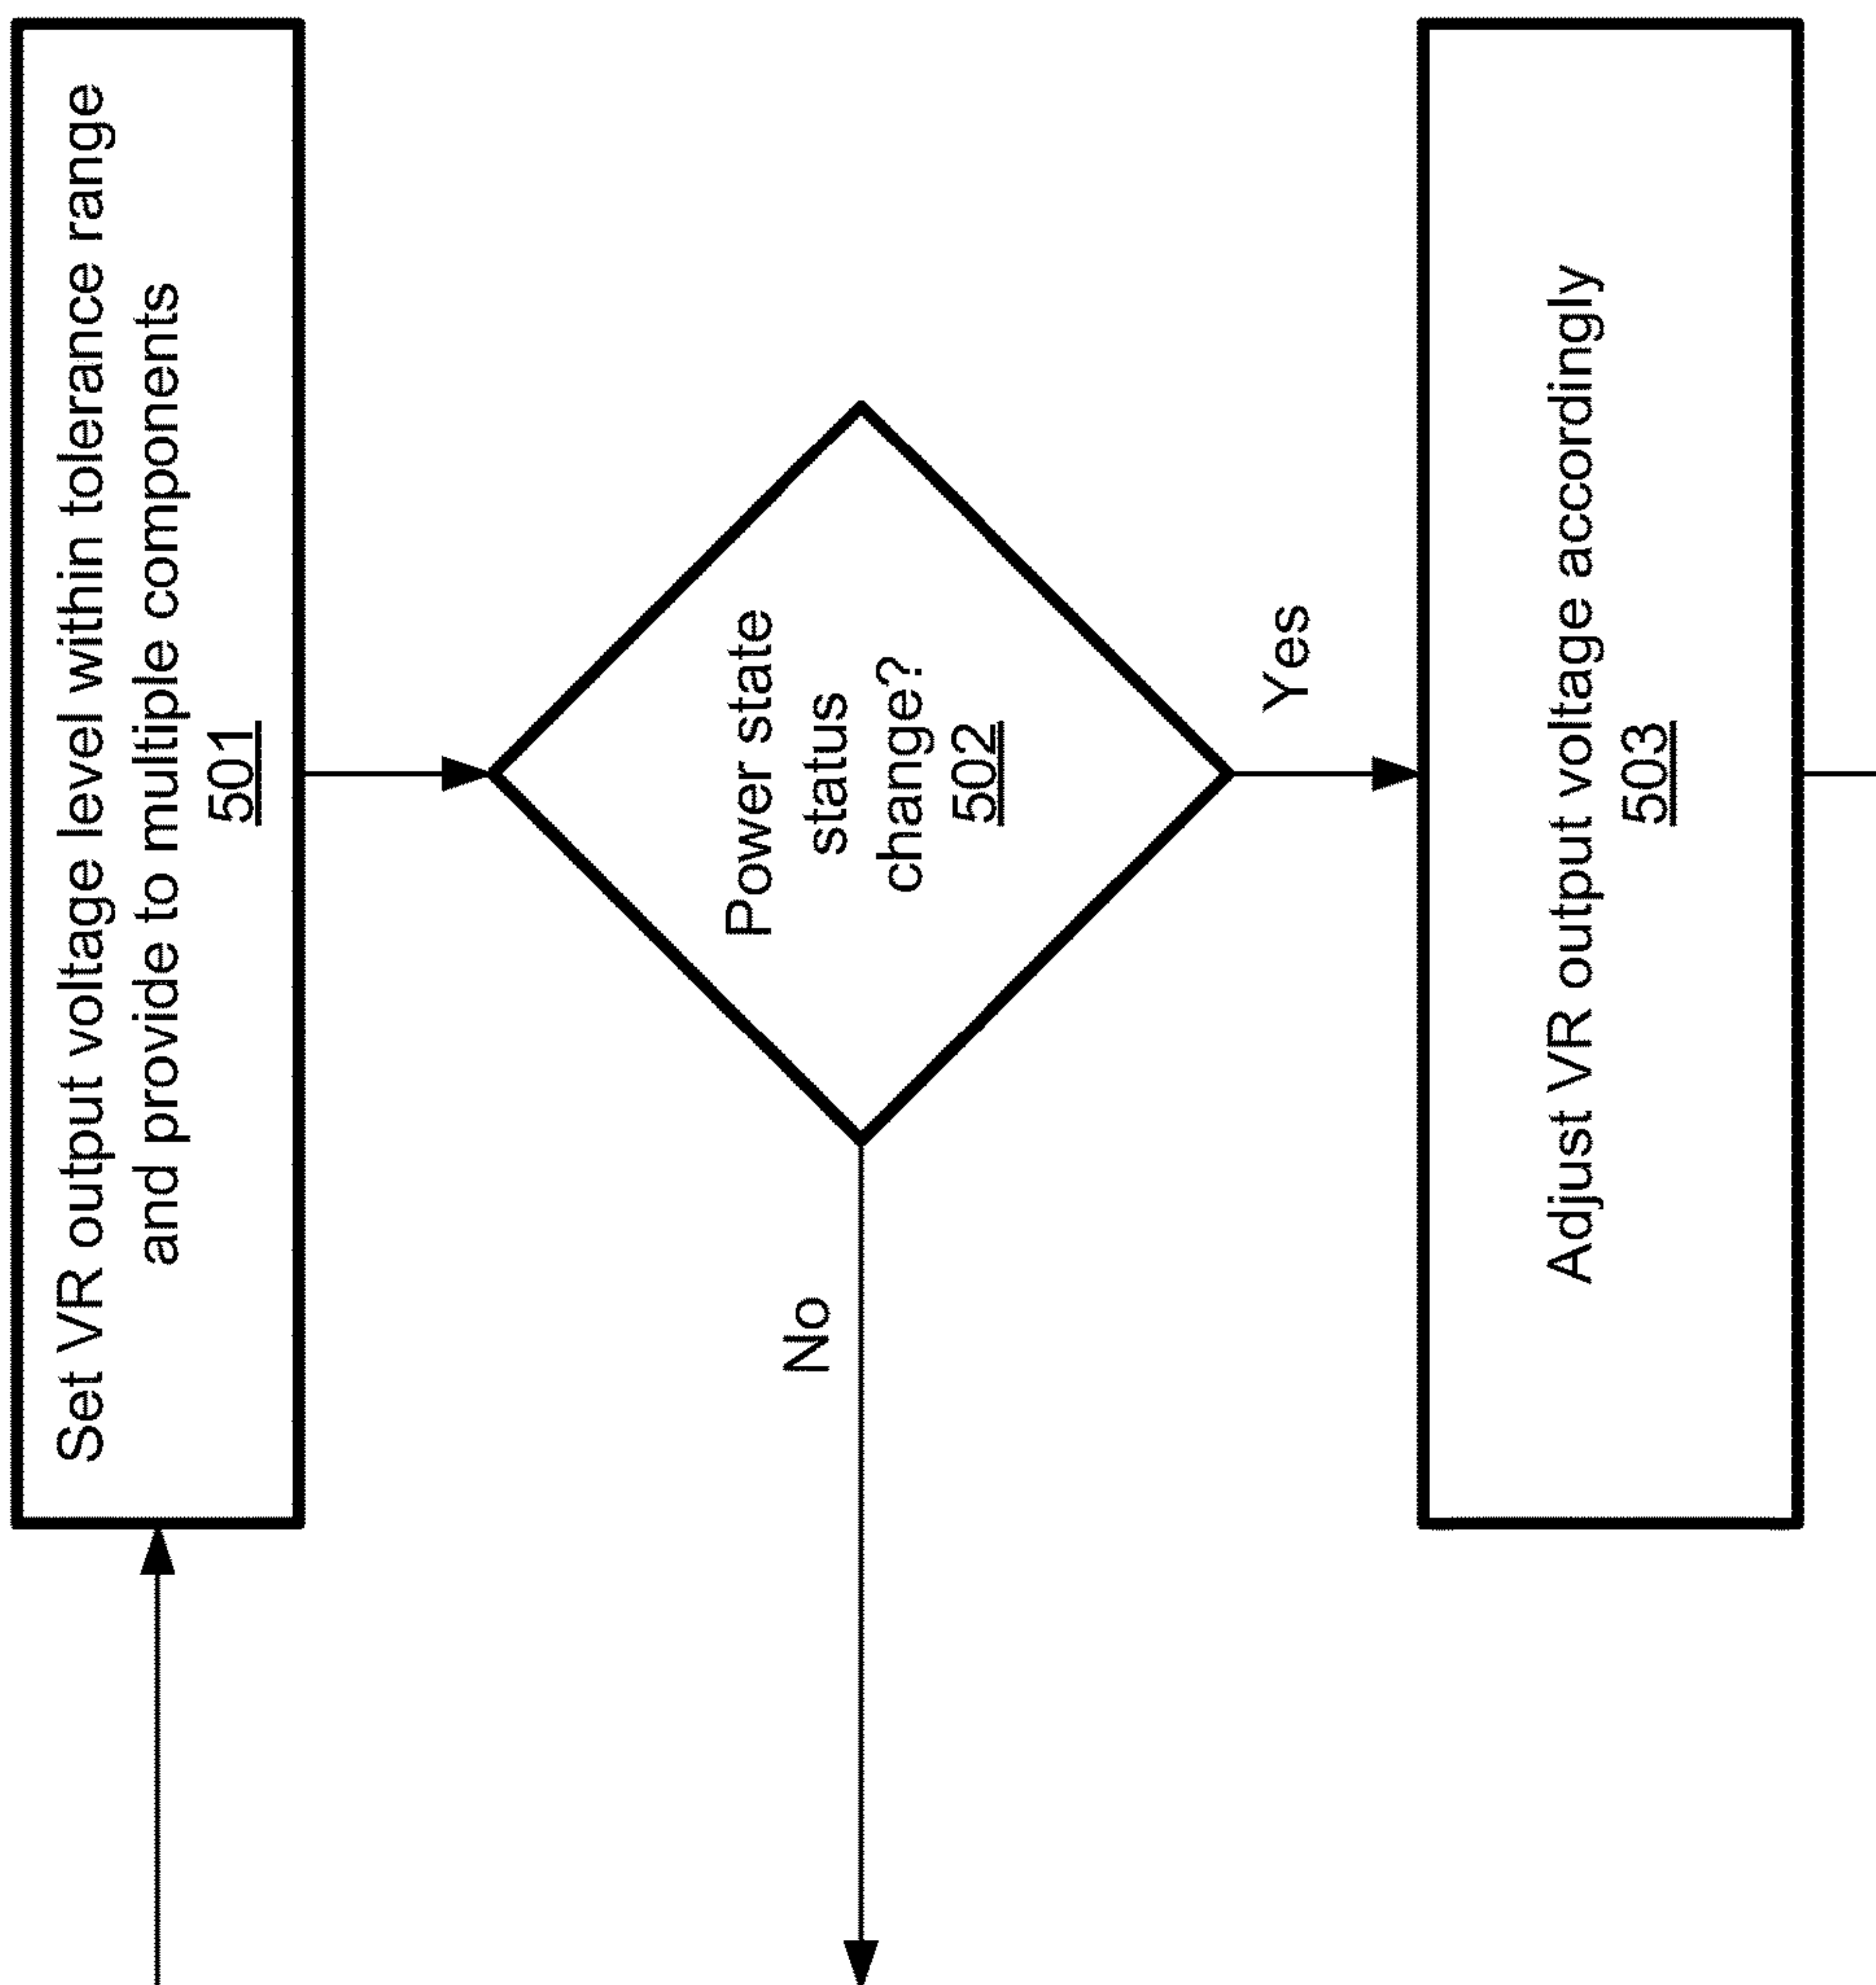 Set VR output voltage level within tolerance range
and provide to multiple components
501
Power state
status
change?
502
No
Yes
Adjust VR output voltage accordingly
503